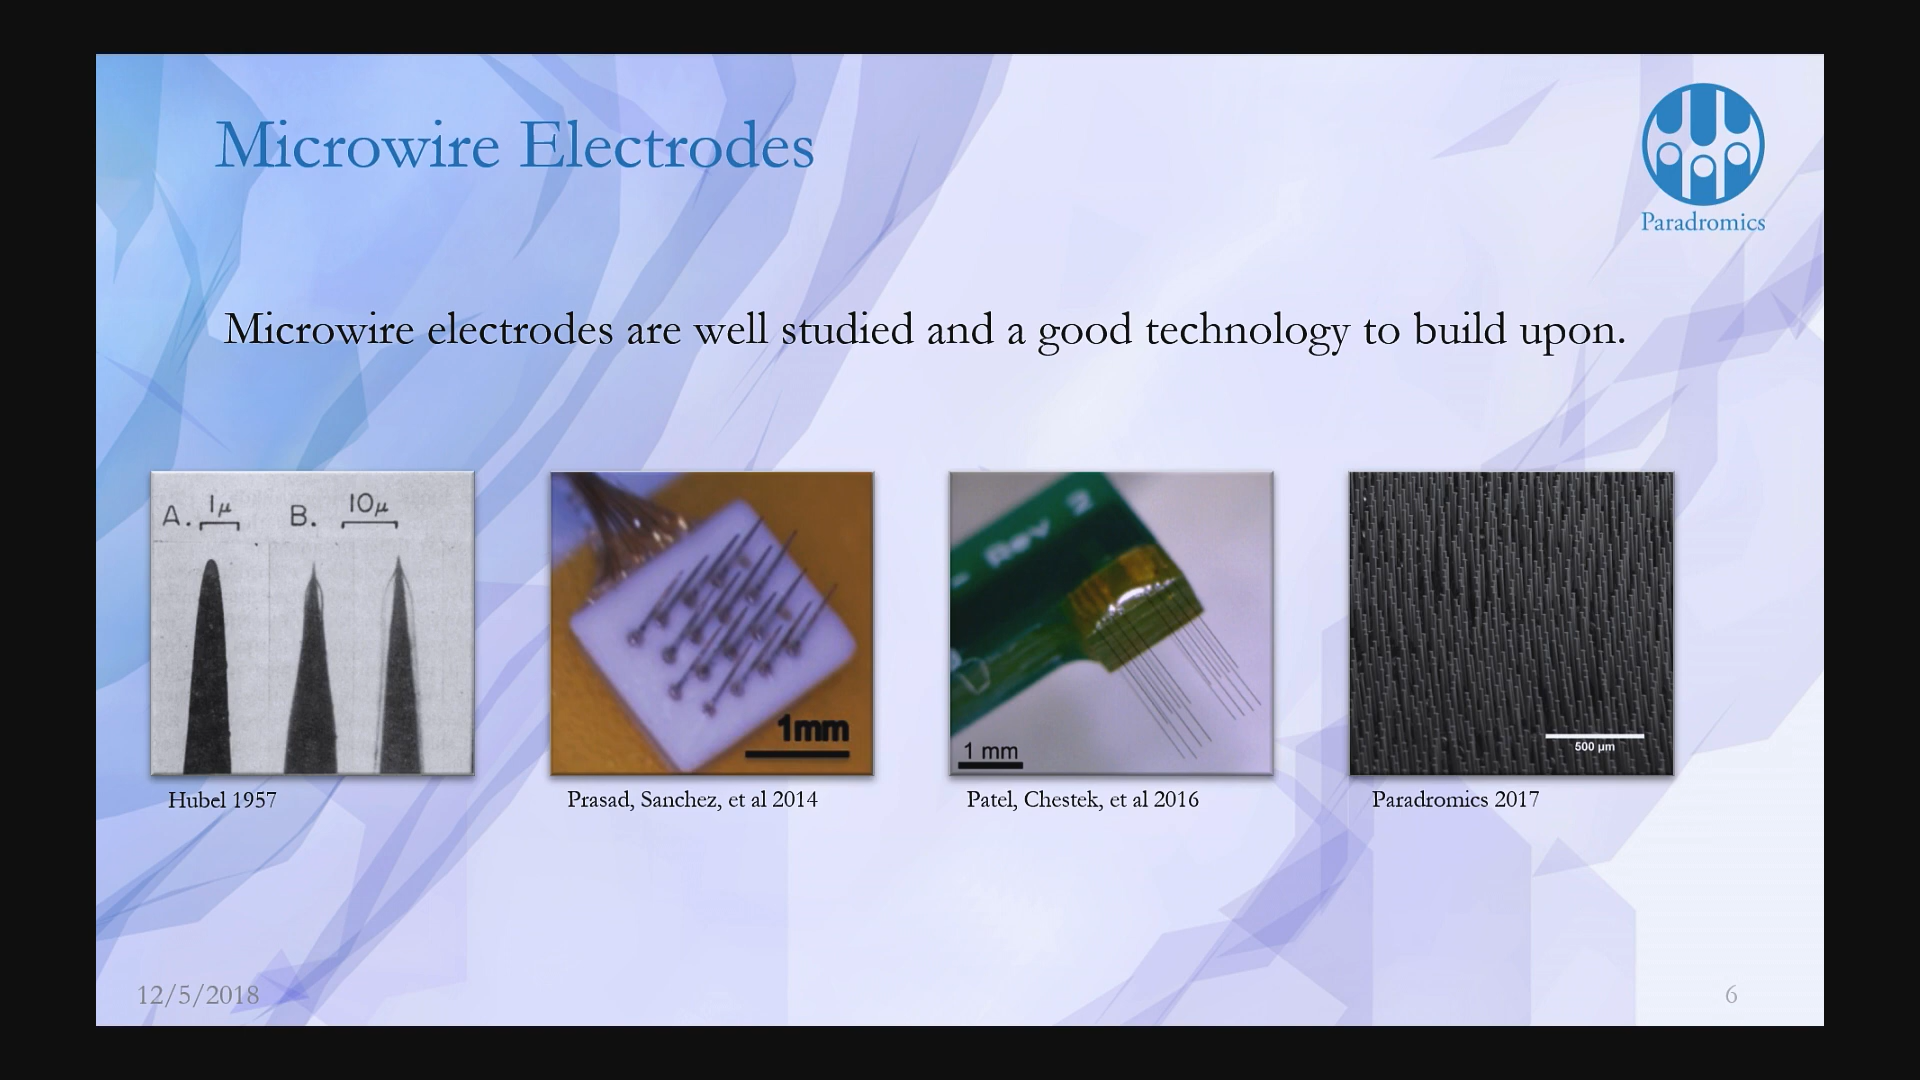 Microwire Electrodes
Paradromics
Microwire electrodes are well studied and a good technology to build upon.
A. 1μ B. 10μ
1mm
Rev 2
1 mm
500 μm
Hubel 1957
Prasad, Sanchez, et al 2014
Patel, Chestek, et al 2016
Paradromics 2017
12/5/2018
6